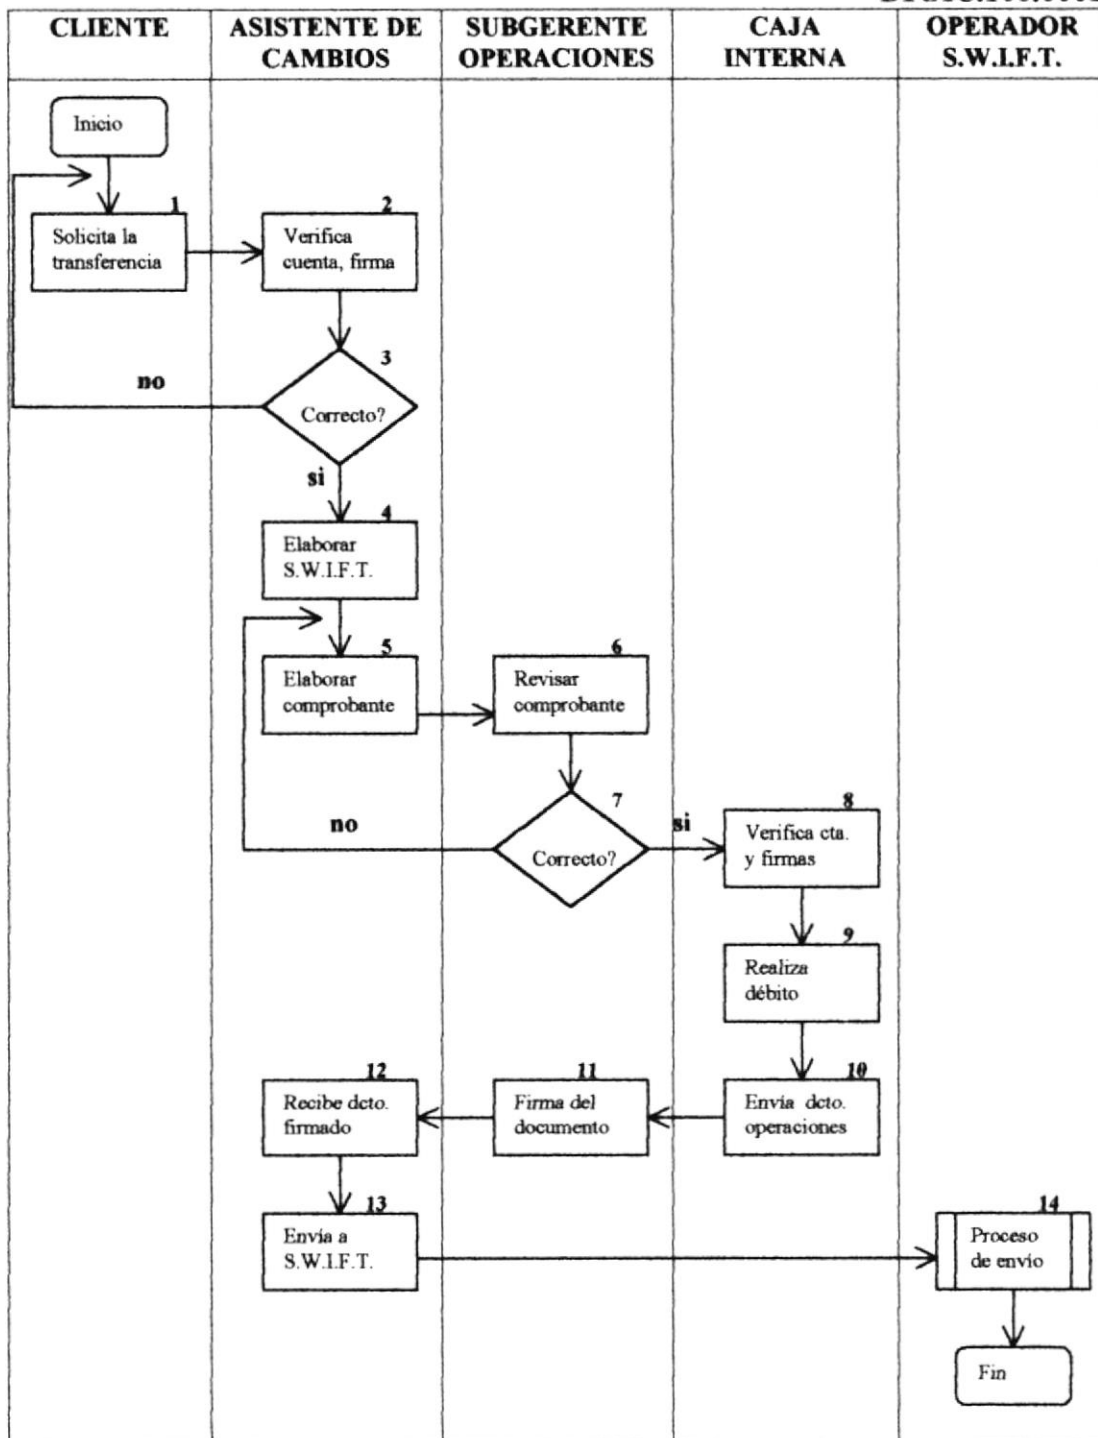 CLIENTE
ASISTENTE DE
CAMBIOS
SUBGERENTE
OPERACIONES
CAJA
INTERNA
OPERADOR
S.W.I.F.T.
Inicio
1
Solicita la
transferencia
2
Verifica
cuenta, firma
3
Correcto?
no
si
4
Elaborar
S.W.I.F.T.
5
Elaborar
comprobante
6
Revisar
comprobante
7
Correcto?
no
si
8
Verifica cta.
y firmas
9
Realiza
débito
10
Envía dcto.
operaciones
11
Firma del
documento
12
Recibe dcto.
firmado
13
Envía a
S.W.I.F.T.
14
Proceso
de envío
Fin